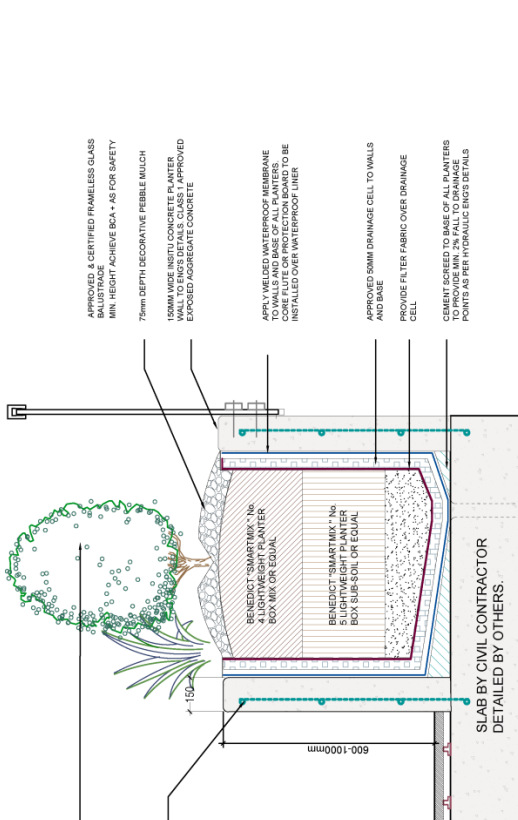 APPROVED & CERTIFIED FRAMELESS GLASS
BALUSTRADE
MIN. HEIGHT ACHIEVE BCA + AS FOR SAFETY
75mm DEPTH DECORATIVE PEBBLE MULCH
150MM WIDE INSITU CONCRETE PLANTER
WALL TO ENG'S DETAILS. CLASS 1 APPROVED
EXPOSED AGGREGATE CONCRETE
APPLY WELDED WATERPROOF MEMBRANE
TO WALLS AND BASE OF ALL PLANTERS.
CORE FLUTE OR PROTECTION BOARD TO BE
INSTALLED OVER WATERPROOF LINER
APPROVED 50MM DRAINAGE CELL TO WALLS
AND BASE
PROVIDE FILTER FABRIC OVER DRAINAGE
CELL
CEMENT SCREED TO BASE OF ALL PLANTERS
TO PROVIDE MIN. 2% FALL TO DRAINAGE
POINTS AS PER HYDRAULIC ENG'S DETAILS
BENEDICT "SMARTMIX" No.
4 LIGHTWEIGHT PLANTER
BOX MIX OR EQUAL
BENEDICT "SMARTMIX" No.
5 LIGHTWEIGHT PLANTER
BOX SUB-SOIL OR EQUAL
150
600-1000mm
SLAB BY CIVIL CONTRACTOR
DETAILED BY OTHERS.